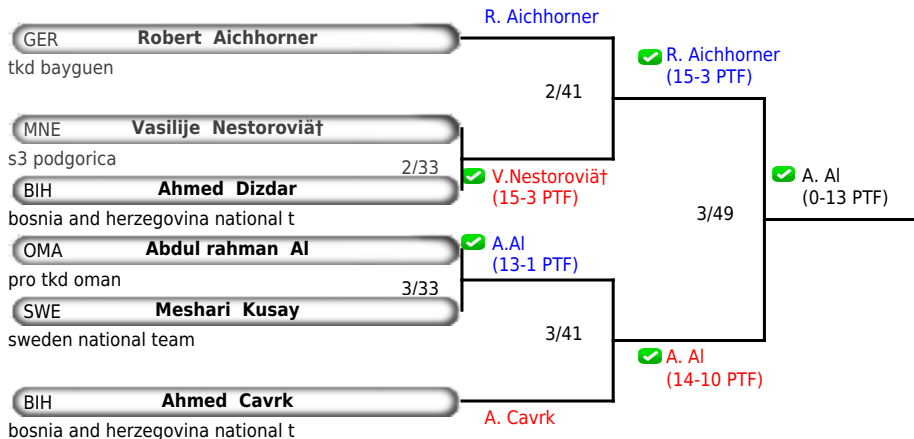 R. Aichhorner
GER Robert Aichhorner
tkd bayguen
R. Aichhorner
(15-3 PTF)
2/41
MNE Vasilije Nestoroviä†
s3 podgorica
2/33
V.Nestoroviä†
(15-3 PTF)
BIH Ahmed Dizdar
bosnia and herzegovina national t
A. Al
(0-13 PTF)
3/49
OMA Abdul rahman Al
A.Al
(13-1 PTF)
pro tkd oman
3/33
SWE Meshari Kusay
sweden national team
3/41
A. Al
(14-10 PTF)
BIH Ahmed Cavrk
A. Cavrk
bosnia and herzegovina national t